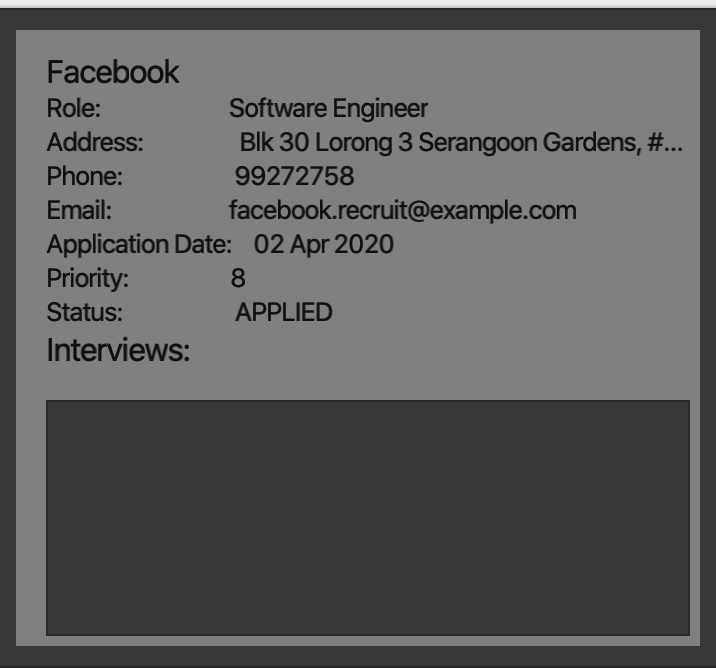 Facebook
Role: Software Engineer
Address: Blk 30 Lorong 3 Serangoon Gardens, #...
Phone: 99272758
Email: facebook.recruit@example.com
Application Date: 02 Apr 2020
Priority: 8
Status: APPLIED
Interviews: